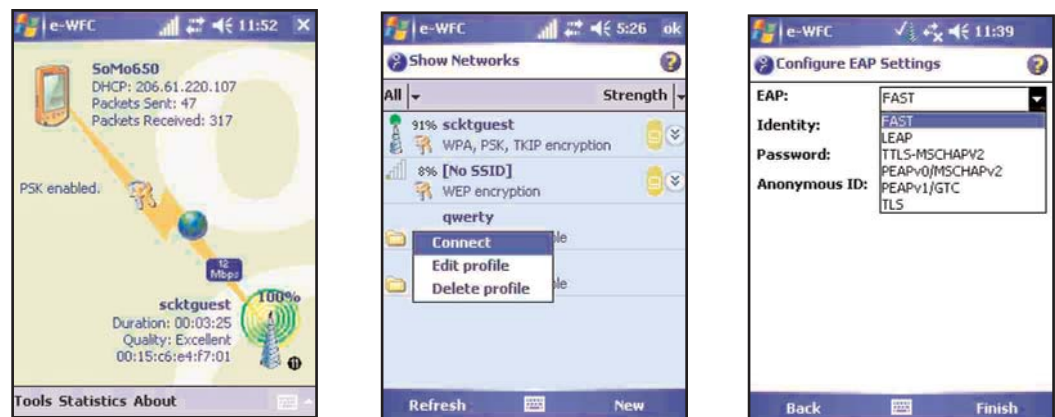 e-WFC 11:52
SoMo650
DHCP: 206.61.220.107
Packets Sent: 47
Packets Received: 317
PSK enabled.
12
Mbps
100%
scktguest
Duration: 00:03:25
Quality: Excellent
00:15:c6:e4:f7:01
Tools Statistics About
e-WFC 5:26 ok
Show Networks
All Strength
91% scktguest
WPA, PSK, TKIP encryption
8% [No SSID]
WEP encryption
qwerty
Connect
Edit profile
Delete profile
Refresh New
e-WFC 11:39
Configure EAP Settings
EAP: FAST
Identity:
Password:
Anonymous ID:
FAST
LEAP
TTLS-MSCHAPV2
PEAPv0/MSCHAPv2
PEAPv1/GTC
TLS
Back Finish